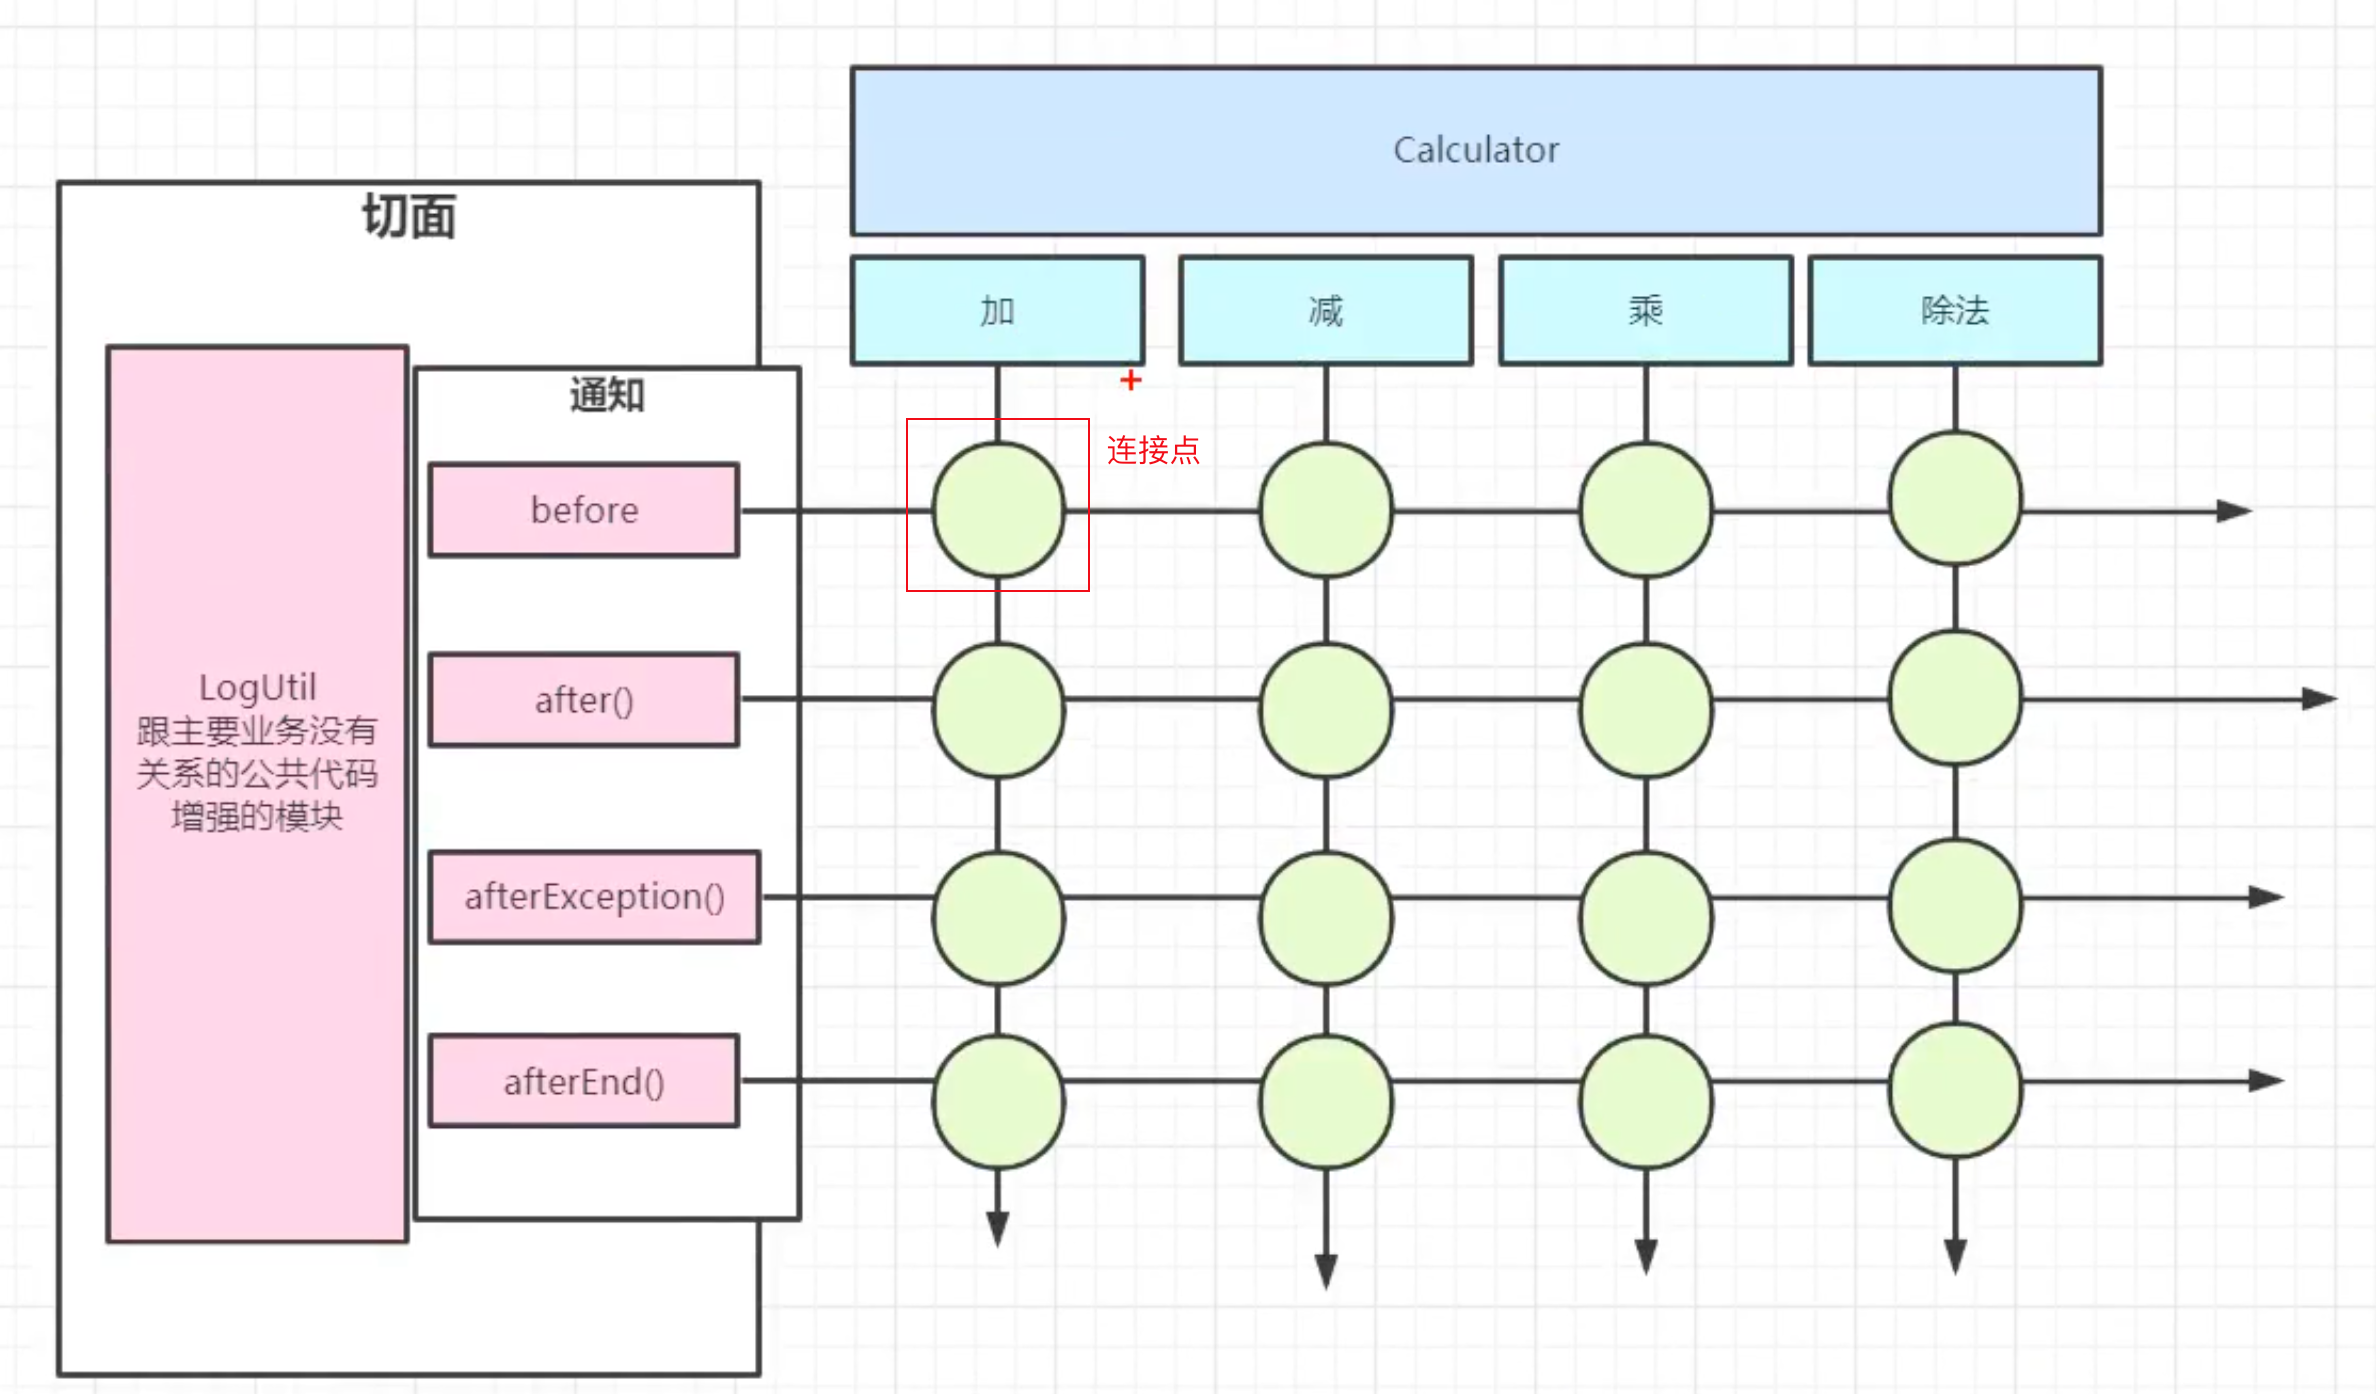 Calculator
切面
加
减
乘
除法
通知
连接点
before
LogUtil
跟主要业务没有
关系的公共代码
增强的模块
after()
afterException()
afterEnd()